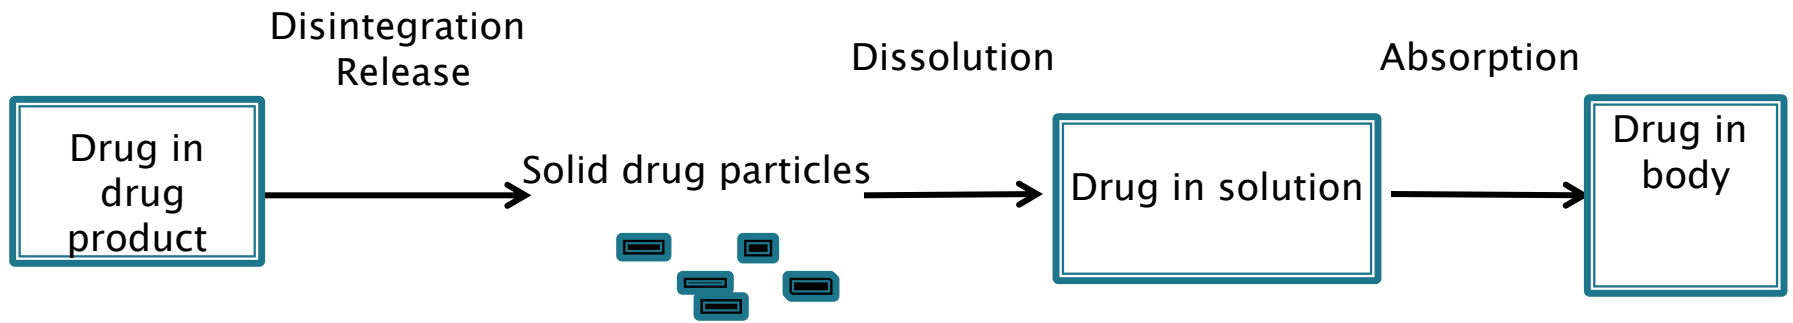 Disintegration
Release
Dissolution
Absorption
Drug in
drug
product
Solid drug particles
Drug in solution
Drug in
body